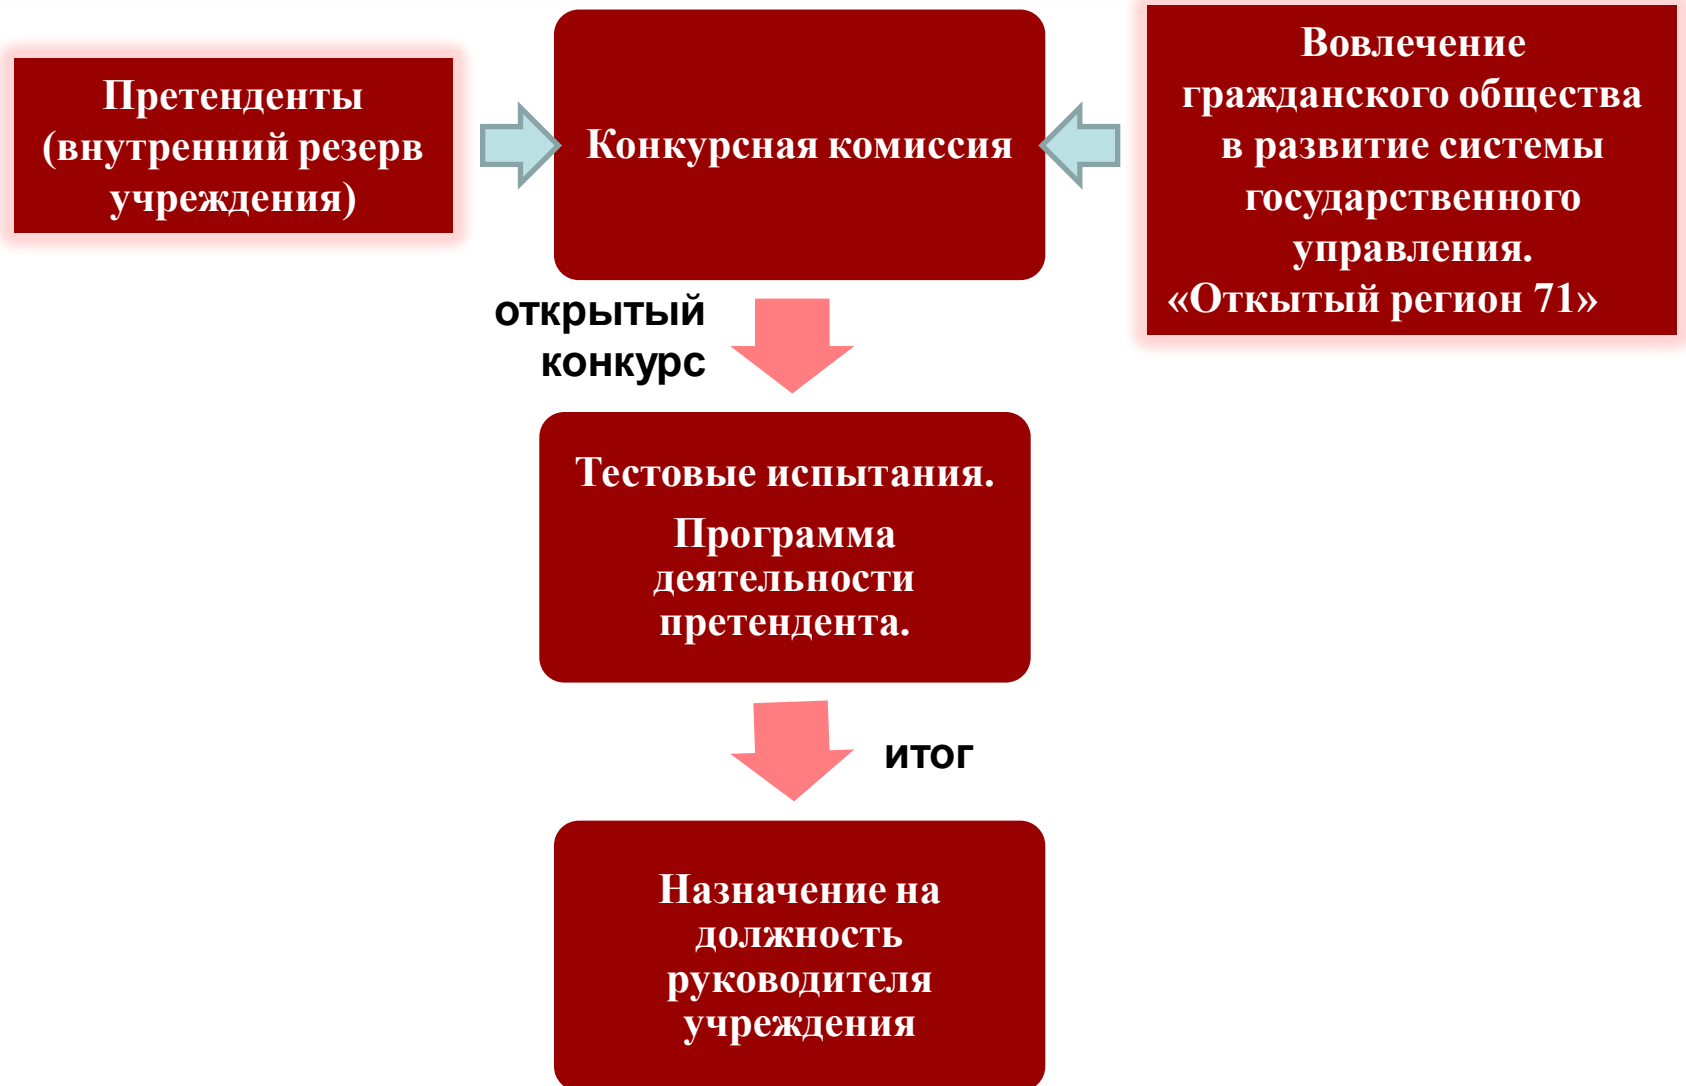 Претенденты
(внутренний резерв
учреждения)
Конкурсная комиссия
Вовлечение
гражданского общества
в развитие системы
государственного
управления.
«Откытый регион 71»
открытый
конкурс
Тестовые испытания.
Программа
деятельности
претендента.
итог
Назначение на
должность
руководителя
учреждения